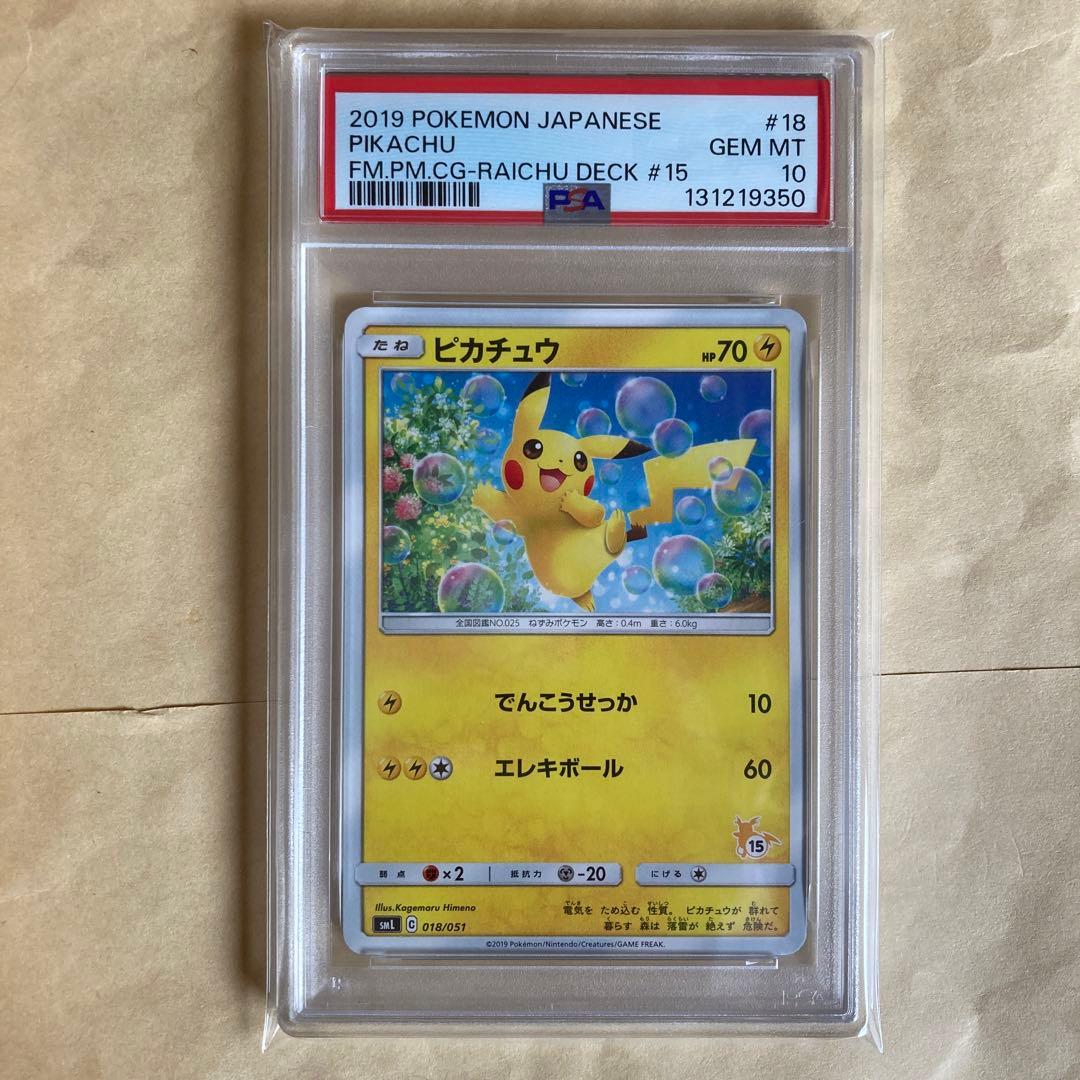 2019 POKEMON JAPANESE #18
PIKACHU GEM MT
FM.PM.CG-RAICHU DECK #15 10
PSA 131219350
たね ピカチュウ HP 70
全国図鑑NO.025 ねずみポケモン 高さ:0.4m 重さ:6.0kg
でんこうせっか 10
エレキボール 60
15
弱点 ×2 抵抗力 -20 にげる
Illus.Kagemaru Himeno
電気を ため込む 性質。 ピカチュウが 群れて
暮らす 森は 落雷が 絶えず 危険だ。
SML C 018/051
©2019 Pokémon/Nintendo/Creatures/GAME FREAK.